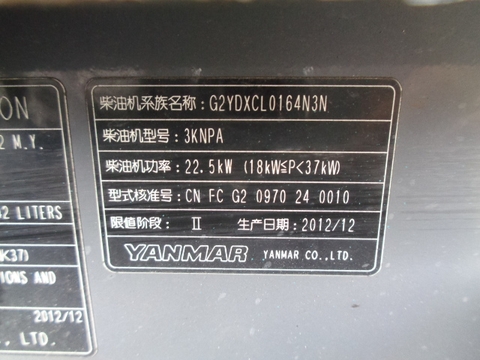 ON
2 M.Y.
2 LITERS
K37)
IONS AND
2012/12
., LTD.
柴油机系族名称: G2YDXCL0164N3N
柴油机型号: 3KNPA
柴油机功率: 22.5kW (18kW≦P<37kW)
型式核准号: CN FC G2 0970 24 0010
限值阶段: Ⅱ 生产日期: 2012/12
YANMAR YANMAR CO., LTD.